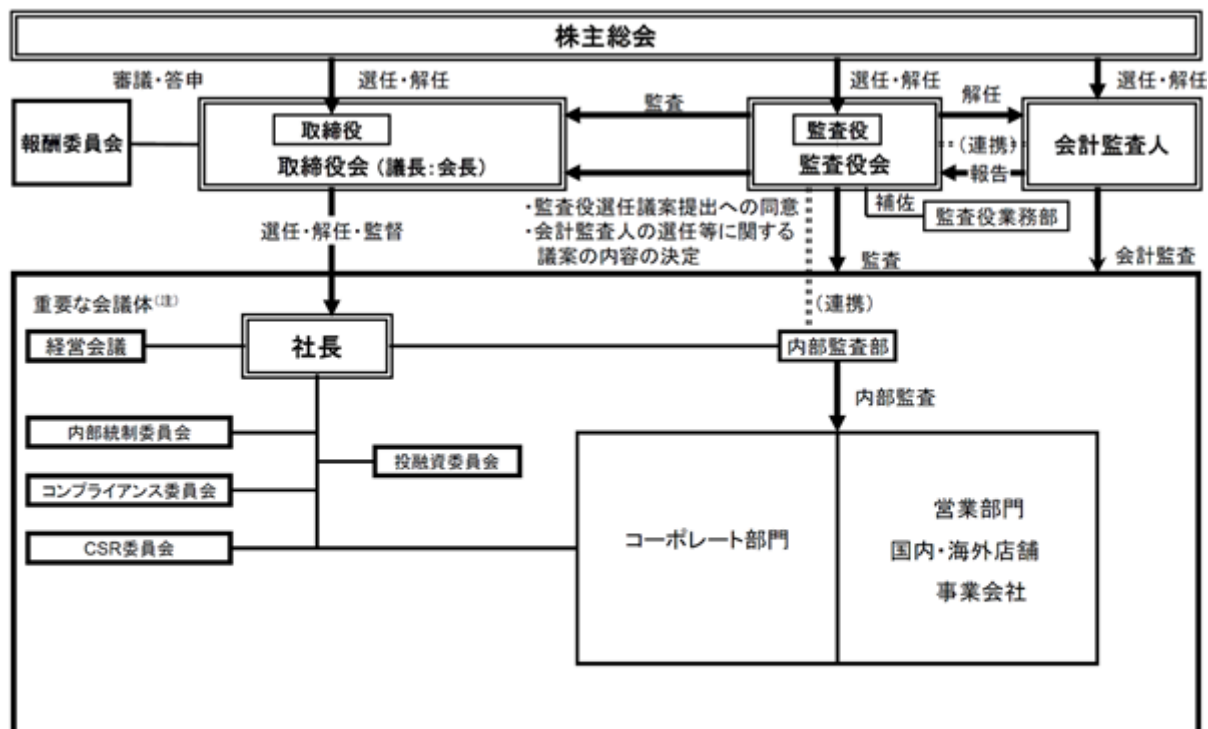 株主総会
審議・答申
選任・解任
選任・解任
選任・解任
報酬委員会
取締役
取締役会（議長：会長）
監査
監査役
監査役会
解任
（連携）
報告
会計監査人
選任・解任・監督
・監査役選任議案提出への同意
・会計監査人の選任等に関する
議案の内容の決定
補佐
監査役業務部
監査
会計監査
重要な会議体（注）
（連携）
経営会議
社長
内部監査部
内部監査
内部統制委員会
投融資委員会
コンプライアンス委員会
CSR委員会
コーポレート部門
営業部門
国内・海外店舗
事業会社